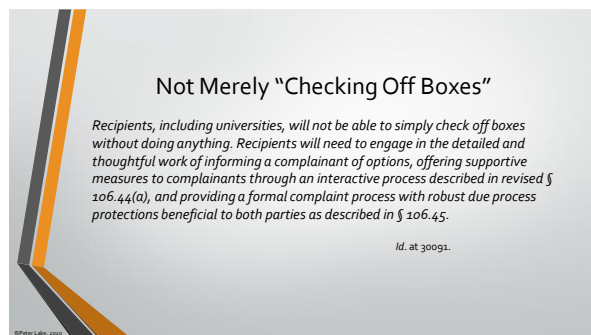 Not Merely “Checking Off Boxes”
Recipients, including universities, will not be able to simply check off boxes
without doing anything. Recipients will need to engage in the detailed and
thoughtful work of informing a complainant of options, offering supportive
measures to complainants through an interactive process described in revised §
106.44(a), and providing a formal complaint process with robust due process
protections beneficial to both parties as described in § 106.45.
Id. at 30091.
©Peter Lake, 2020